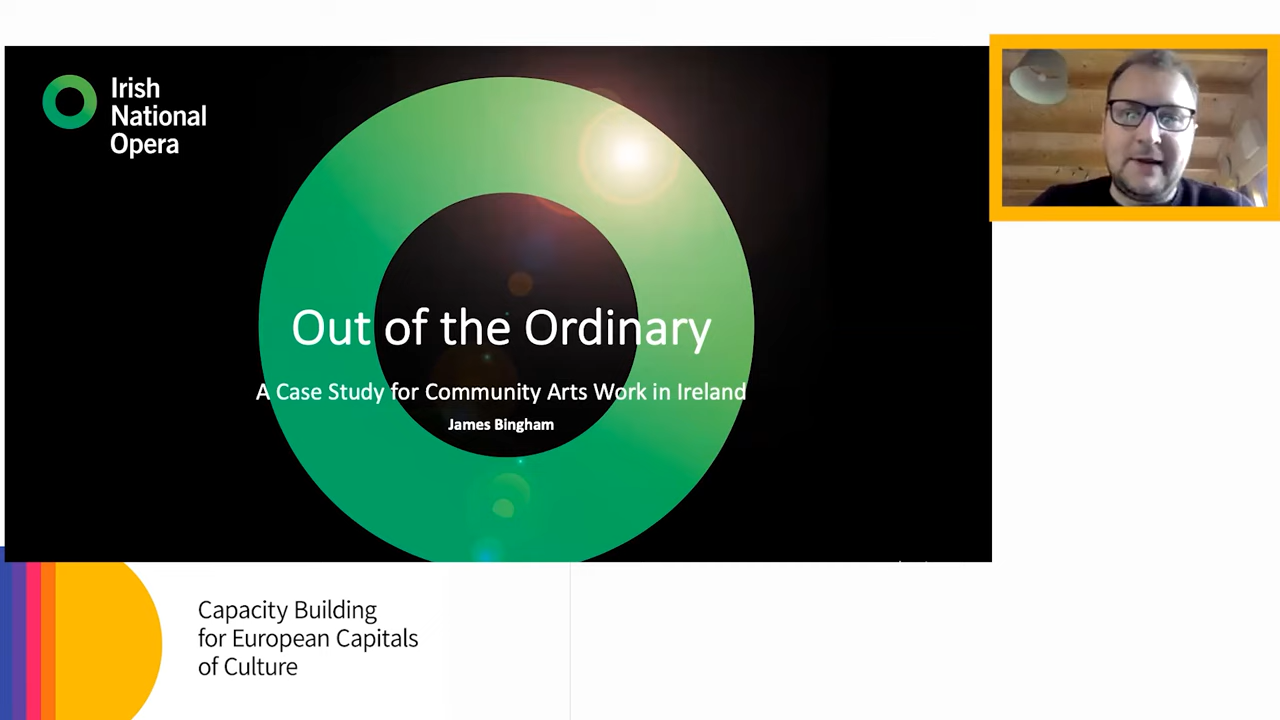 Irish
National
Opera
Out of the Ordinary
A Case Study for Community Arts Work in Ireland
James Bingham
Capacity Building
for European Capitals
of Culture